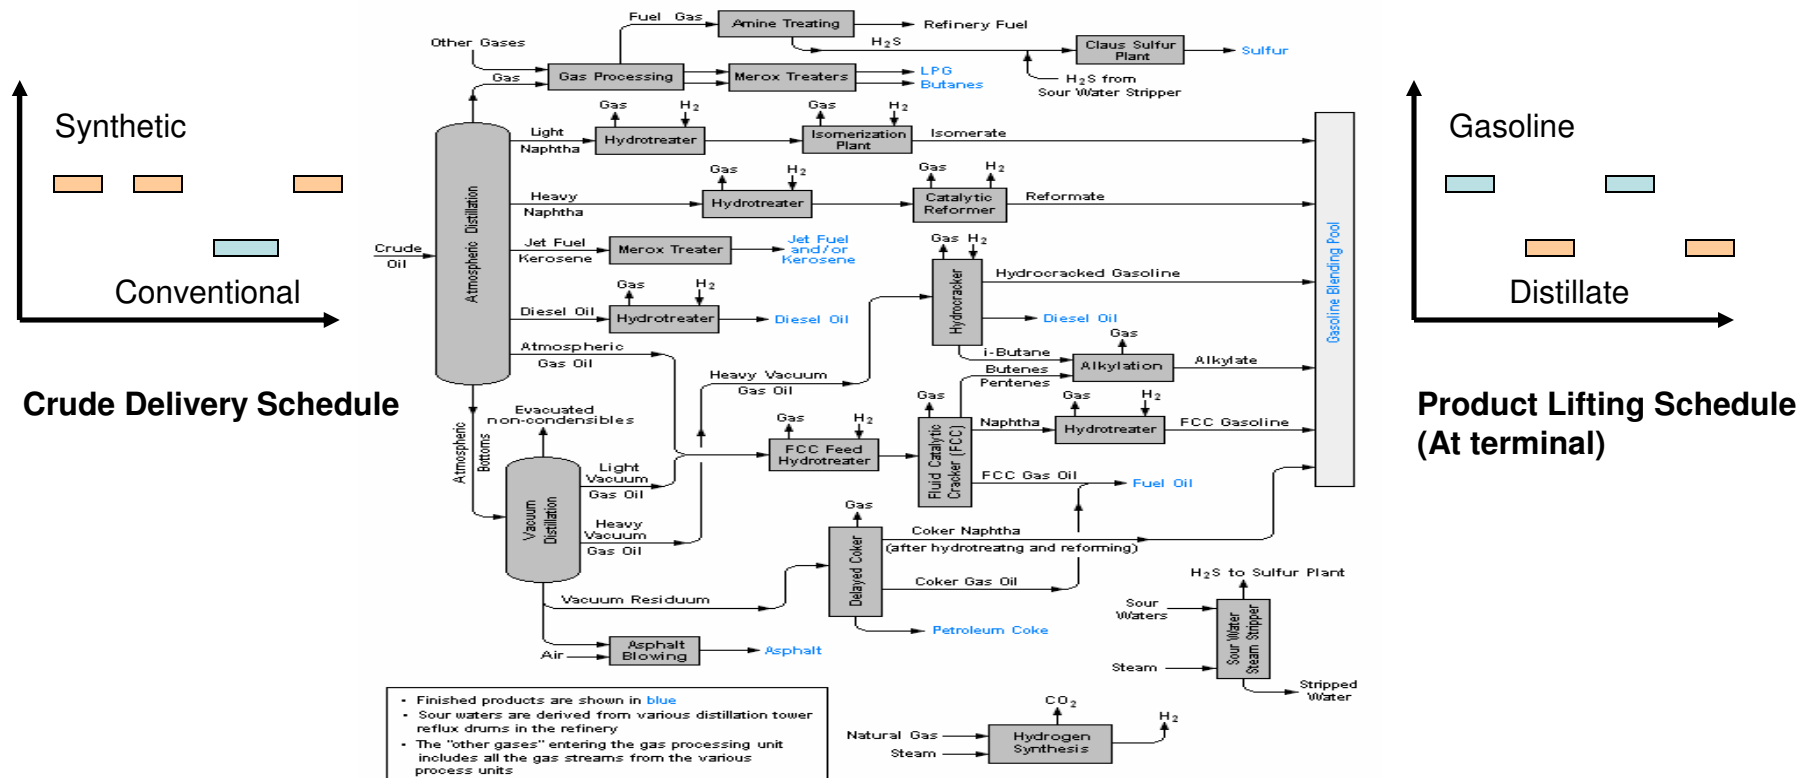 Synthetic
Conventional
Crude Delivery Schedule
Fuel Gas
Amine Treating
Refinery Fuel
Other Gases
H2S
Claus Sulfur
Plant
Sulfur
Gas
Gas Processing
Merox Treaters
LPG
Butanes
H2S from
Sour Water Stripper
Gas
H2
Light
Naphtha
Hydrotreater
Gas
H2
Isomerization
Plant
Isomerate
Heavy
Naphtha
Gas
H2
Hydrotreater
Gas
H2
Catalytic
Reformer
Reformate
Crude
Oil
Atmospheric Distillation
Jet Fuel
Kerosene
Merox Treater
Jet Fuel
and/or
Kerosene
Gas H2
Hydrocracker
Hydrocracked Gasoline
Diesel Oil
Gas
H2
Diesel Oil
Hydrotreater
Diesel Oil
Atmospheric
Gas Oil
i-Butane
Butenes
Pentenes
Gas
Alkylation
Alkylate
Heavy Vacuum
Gas Oil
Evacuated
non-condensibles
Atmospheric
Bottoms
Gas
H2
FCC Feed
Hydrotreater
Gas
Fluid Catalytic
Cracker (FCC)
Naphtha
Gas
H2
Hydrotreater
FCC Gasoline
Light
Vacuum
Gas Oil
FCC Gas Oil
Fuel Oil
Vacuum
Distillation
Heavy
Vacuum
Gas Oil
Gas
Delayed Coker
Coker Naphtha
(after hydrotreatng and reforming)
Coker Gas Oil
Vacuum Residuum
Petroleum Coke
Air
Asphalt
Blowing
Asphalt
H2S to Sulfur Plant
Sour
Waters
Sour Water
Steam Stripper
Steam
Stripped
Water
CO2
H2
Natural Gas
Steam
Hydrogen
Synthesis
Gasoline Blending Pool
• Finished products are shown in blue
• Sour waters are derived from various distillation tower
reflux drums in the refinery
• The "other gases" entering the gas processing unit
includes all the gas streams from the various
process units
Gasoline
Distillate
Product Lifting Schedule
(At terminal)